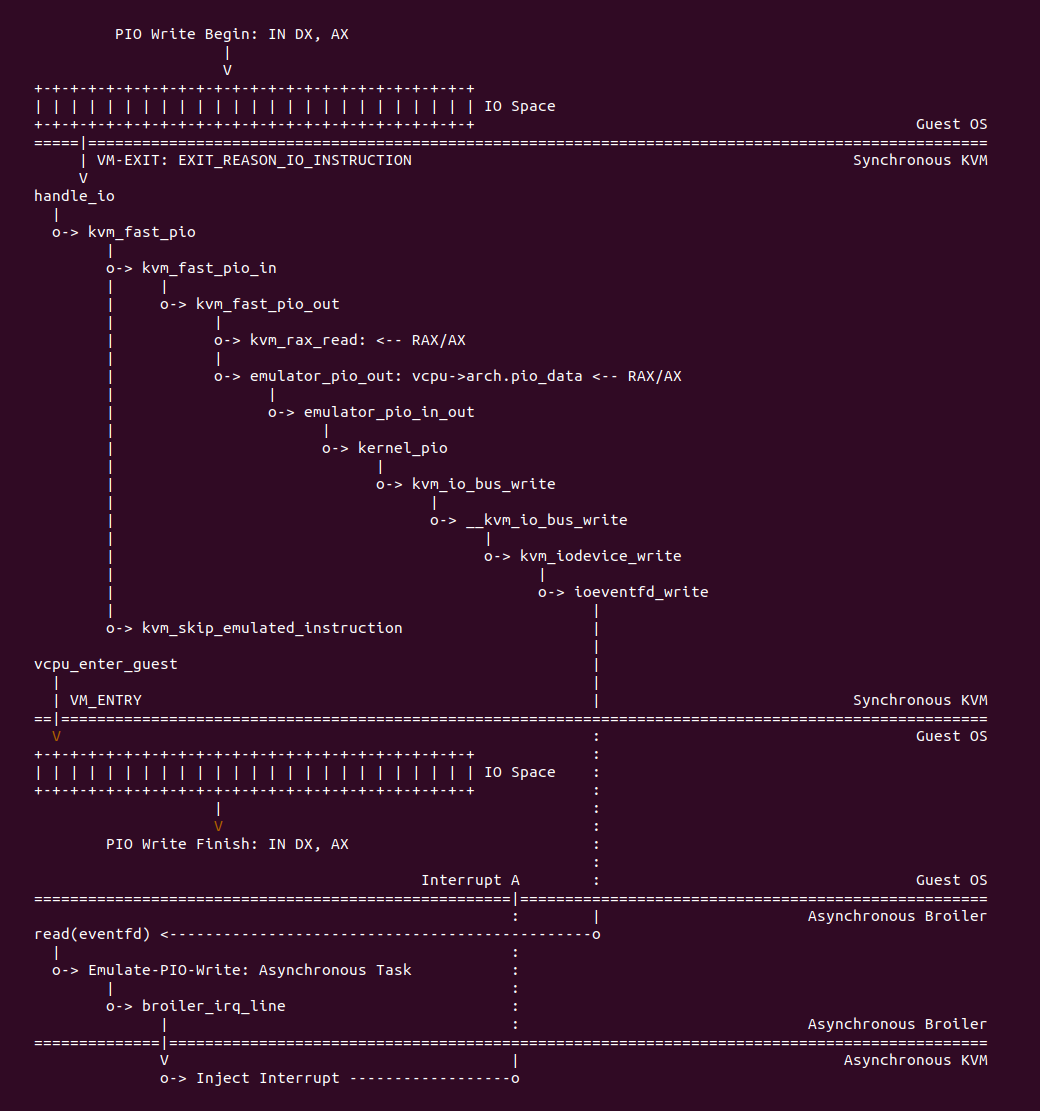 PIO Write Begin: IN DX, AX
|
V
+-+-+-+-+-+-+-+-+-+-+-+-+-+-+-+-+-+-+-+-+-+-+-+-+
| | | | | | | | | | | | | | | | | | | | | | | | | IO Space
+-+-+-+-+-+-+-+-+-+-+-+-+-+-+-+-+-+-+-+-+-+-+-+-+ Guest OS
=====|====================================================================================================
| VM-EXIT: EXIT_REASON_IO_INSTRUCTION Synchronous KVM
V
handle_io
|
o-> kvm_fast_pio
|
o-> kvm_fast_pio_in
| |
| o-> kvm_fast_pio_out
| |
| o-> kvm_rax_read: <-- RAX/AX
| |
| o-> emulator_pio_out: vcpu->arch.pio_data <-- RAX/AX
| |
| o-> emulator_pio_in_out
| |
| o-> kernel_pio
| |
| o-> kvm_io_bus_write
| |
| o-> __kvm_io_bus_write
| |
| o-> kvm_iodevice_write
| |
| o-> ioeventfd_write
| |
o-> kvm_skip_emulated_instruction |
|
vcpu_enter_guest |
| |
| VM_ENTRY | Synchronous KVM
==|=======================================================================================================
V : Guest OS
+-+-+-+-+-+-+-+-+-+-+-+-+-+-+-+-+-+-+-+-+-+-+-+-+ :
| | | | | | | | | | | | | | | | | | | | | | | | | IO Space :
+-+-+-+-+-+-+-+-+-+-+-+-+-+-+-+-+-+-+-+-+-+-+-+-+ :
| :
V :
PIO Write Finish: IN DX, AX :
:
Interrupt A : Guest OS
=====================================================|====================================================
: | Asynchronous Broiler
read(eventfd) <-----------------------------------------------o
| :
o-> Emulate-PIO-Write: Asynchronous Task :
| :
o-> broiler_irq_line :
| : Asynchronous Broiler
==============|===========================================================================================
V | Asynchronous KVM
o-> Inject Interrupt ------------------o